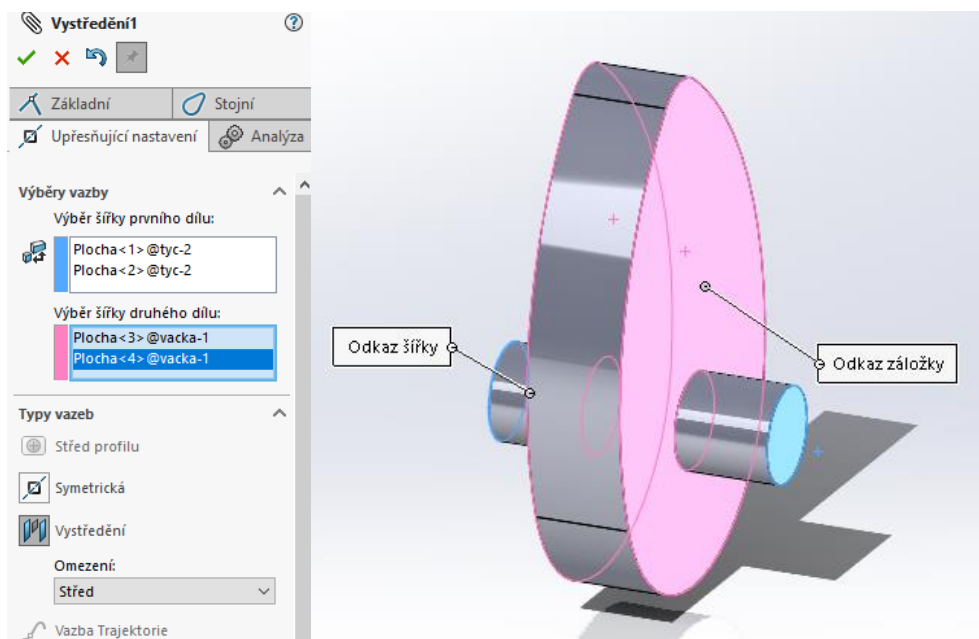 Vystředění1
Základní
Stojní
Upřesňující nastavení
Analýza
Výběry vazby
Výběr šířky prvního dílu:
Plocha<1>@tyc-2
Plocha<2>@tyc-2
Výběr šířky druhého dílu:
Plocha<3>@vacka-1
Plocha<4>@vacka-1
Typy vazeb
Střed profilu
Symetrická
Vystředění
Omezení:
Střed
Vazba Trajektorie
Odkaz šířky
Odkaz záložky